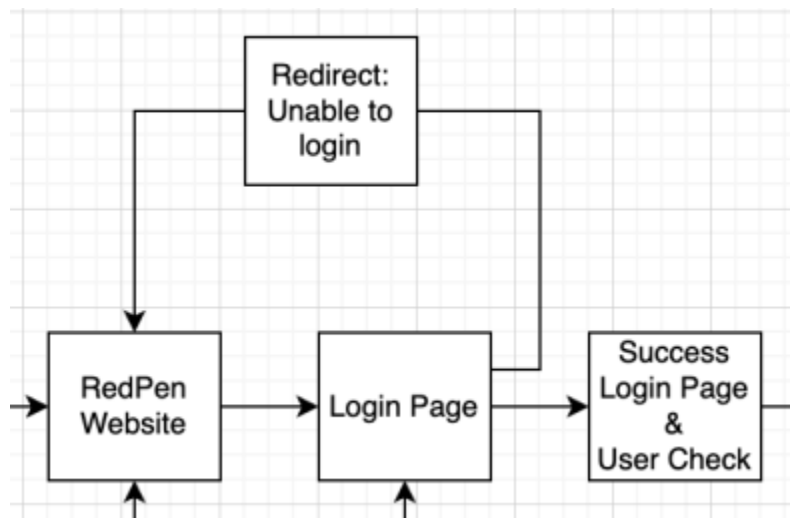 Redirect:
Unable to
login
RedPen
Website
Login Page
Success
Login Page
&
User Check